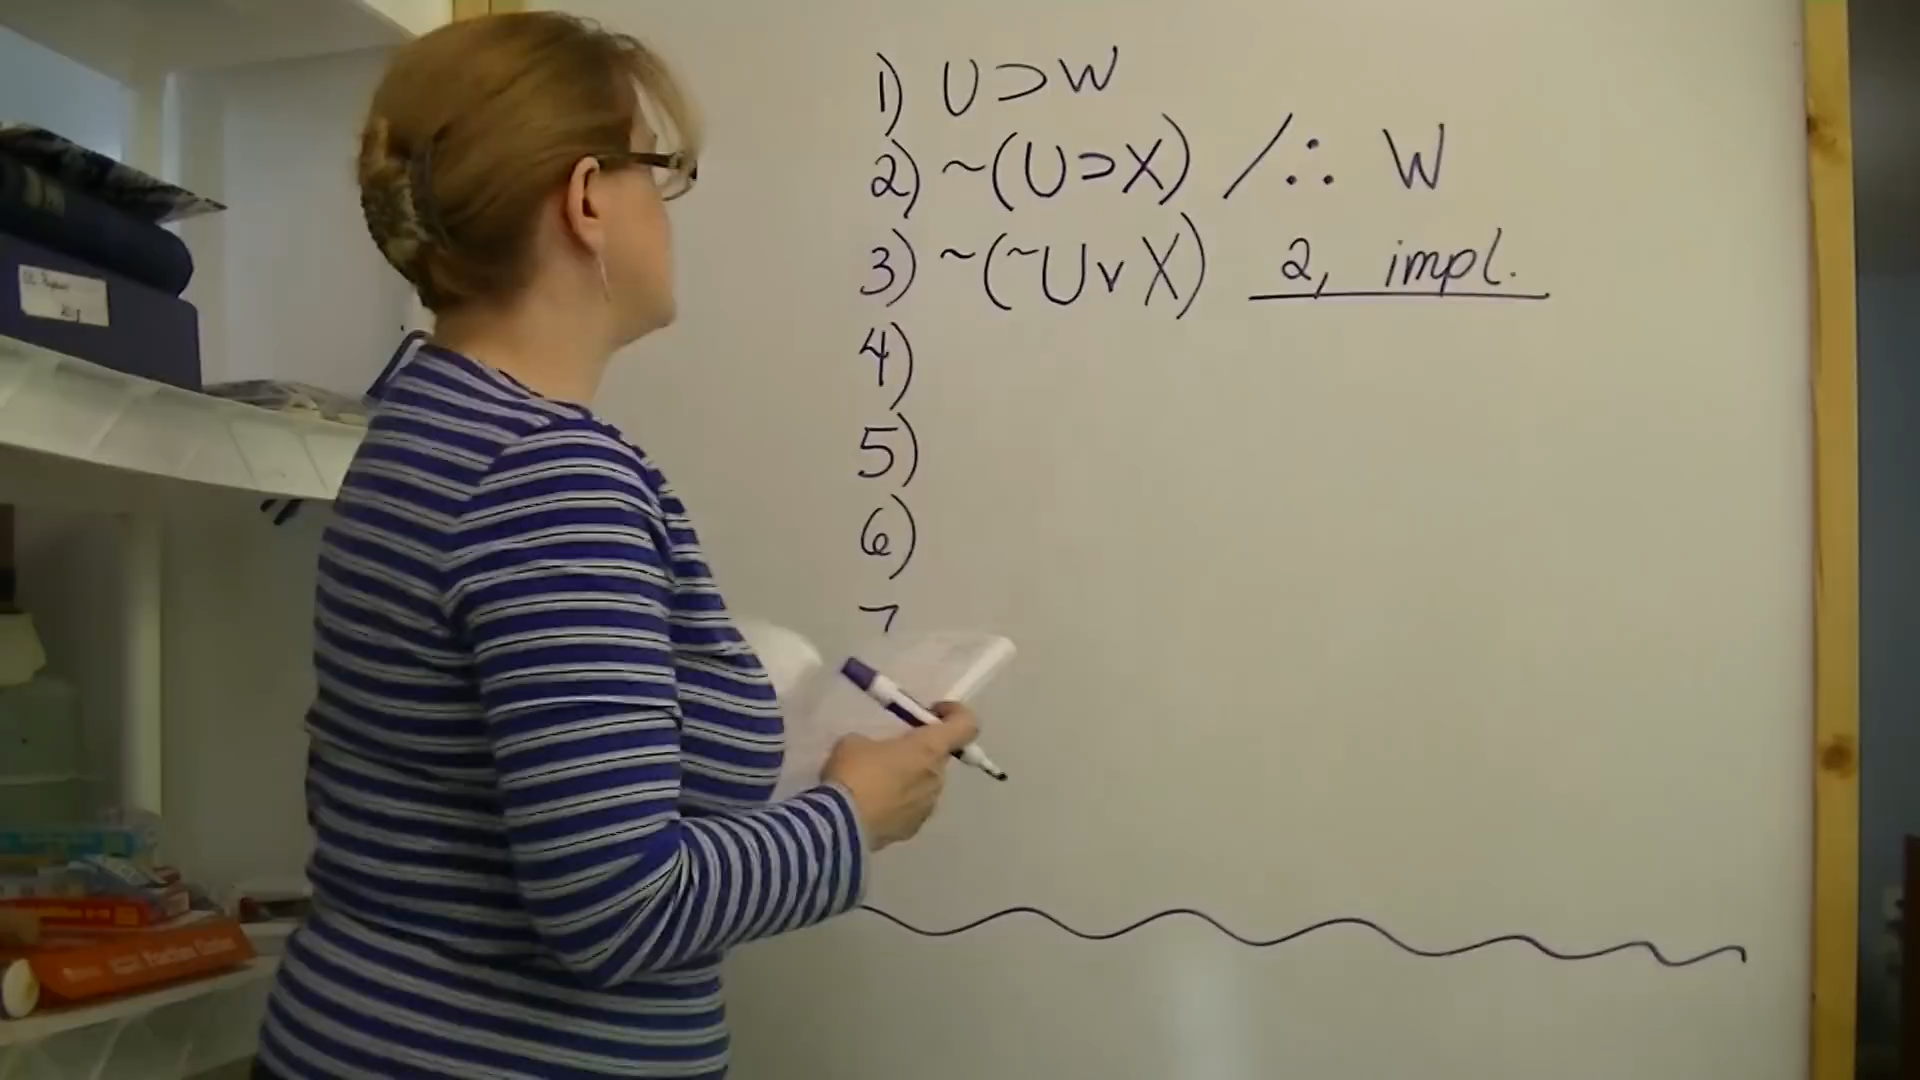 1) U ⊃ W
2) ~(U ⊃ X) /∴ W
3) ~(~U v X) 2, impl.
4)
5)
6)
7